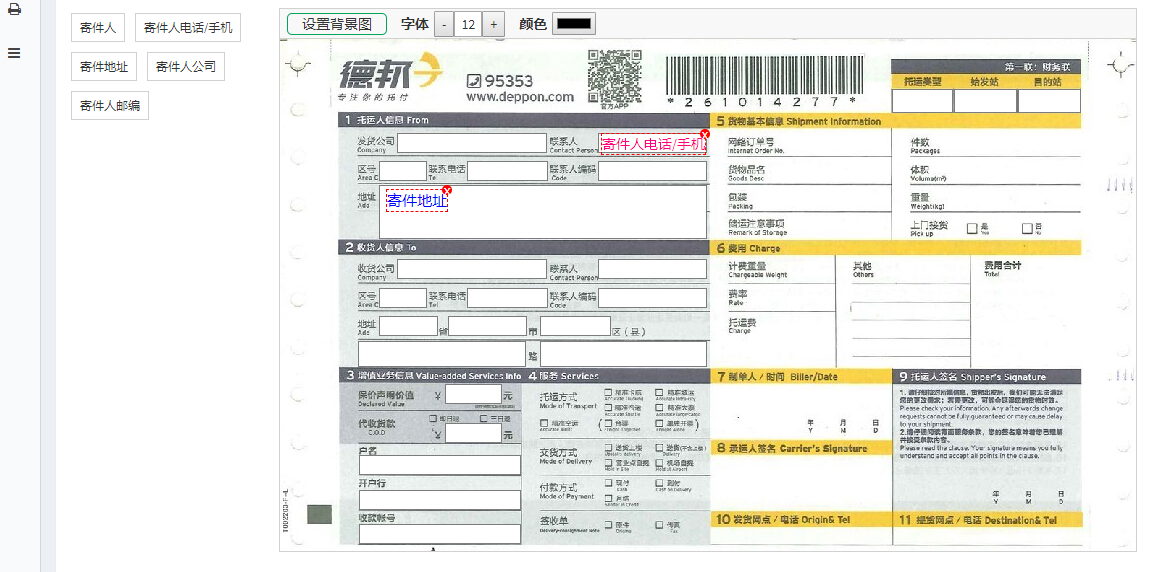 寄件人 寄件人电话/手机
寄件地址 寄件人公司
寄件人邮编
设置背景图 字体 - 12 + 颜色
德邦
专注你的托付
95353
www.deppon.com
官方APP
*261014277*
第一联：财务联
托运类型 始发站 目的站
1 托运人信息 From
发货公司 Company 联系人 Contact Person 寄件人电话/手机
区号 Area C 联系电话 Te 联系人编码 Code
地址 Ads 寄件地址
2 收货人信息 To
收货公司 Company 联系人 Contact Person
区号 Area C 联系电话 Tel 联系人编码 Code
地址 Ads 省 市 区（县）
路
3 增值业务信息 Value-added Services Info
保价声明价值 Declared Value ￥ 元
代收货款 C.O.D 即日退 三日退
￥ 元
户名
开户行
收款帐号
4 服务 Services
托运方式 Mode of Transport
交货方式 Mode of Delivery
付款方式 Mode of Payment
签收单
5 货物基本信息 Shipment Information
网络订单号 Internet Order No. 件数 Packages
货物品名 Goods Desc 体积 Volume(m³)
包装 Packing 重量 Weight(kg)
储运注意事项 Remark of Storage 上门接货 Pick up 是 Yes 否 No
6 费用 Charge
计费重量 Chargeable Weight 其他 Others 费用合计 Total
费率 Rate
托运费 Charge
7 制单人 / 时间 Biller/Date
年 月 日
Y M D
8 承运人签名 Carrier's Signature
9 托运人签名 Shipper's Signature
Please check your information. Any afterwards change
requests cannot be fully guaranteed or may cause delay
to your shipment.
Please read the clause. Your signature means you fully
understand and accept all points in the clause.
年 月 日
Y M D
10 发货网点 / 电话 Origin& Tel
11 提货网点 / 电话 Destination& Tel